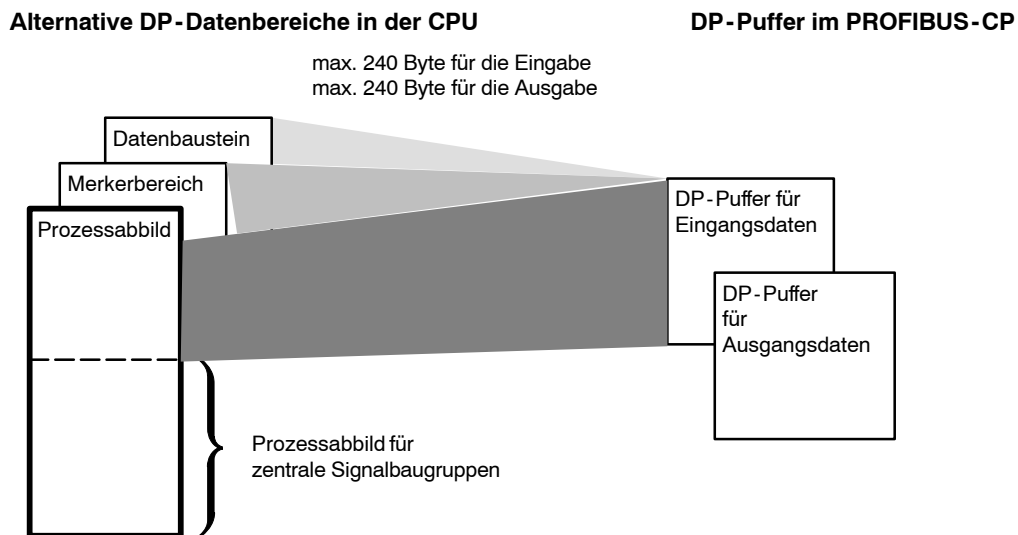 Alternative DP-Datenbereiche in der CPU
DP-Puffer im PROFIBUS-CP
max. 240 Byte für die Eingabe
max. 240 Byte für die Ausgabe
Datenbaustein
Merkerbereich
Prozessabbild
DP-Puffer für
Eingangsdaten
DP-Puffer
für
Ausgangsdaten
Prozessabbild für
zentrale Signalbaugruppen